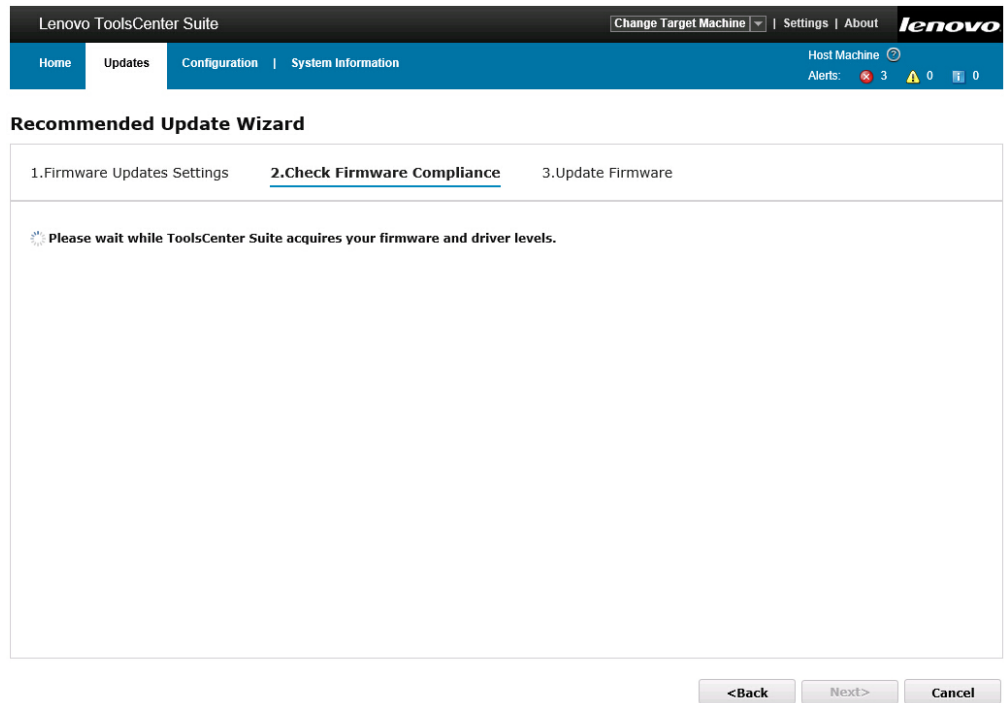 Lenovo ToolsCenter Suite
Change Target Machine | Settings | About
lenovo
Home Updates Configuration | System Information
Host Machine ?
Alerts: 3 0 0
Recommended Update Wizard
1.Firmware Updates Settings 2.Check Firmware Compliance 3.Update Firmware
Please wait while ToolsCenter Suite acquires your firmware and driver levels.
<Back Next> Cancel